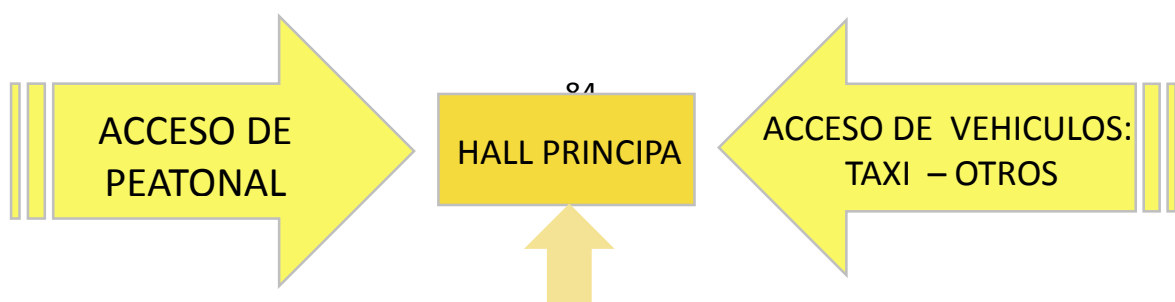 ACCESO DE
PEATONAL
84
HALL PRINCIPA
ACCESO DE VEHICULOS:
TAXI – OTROS